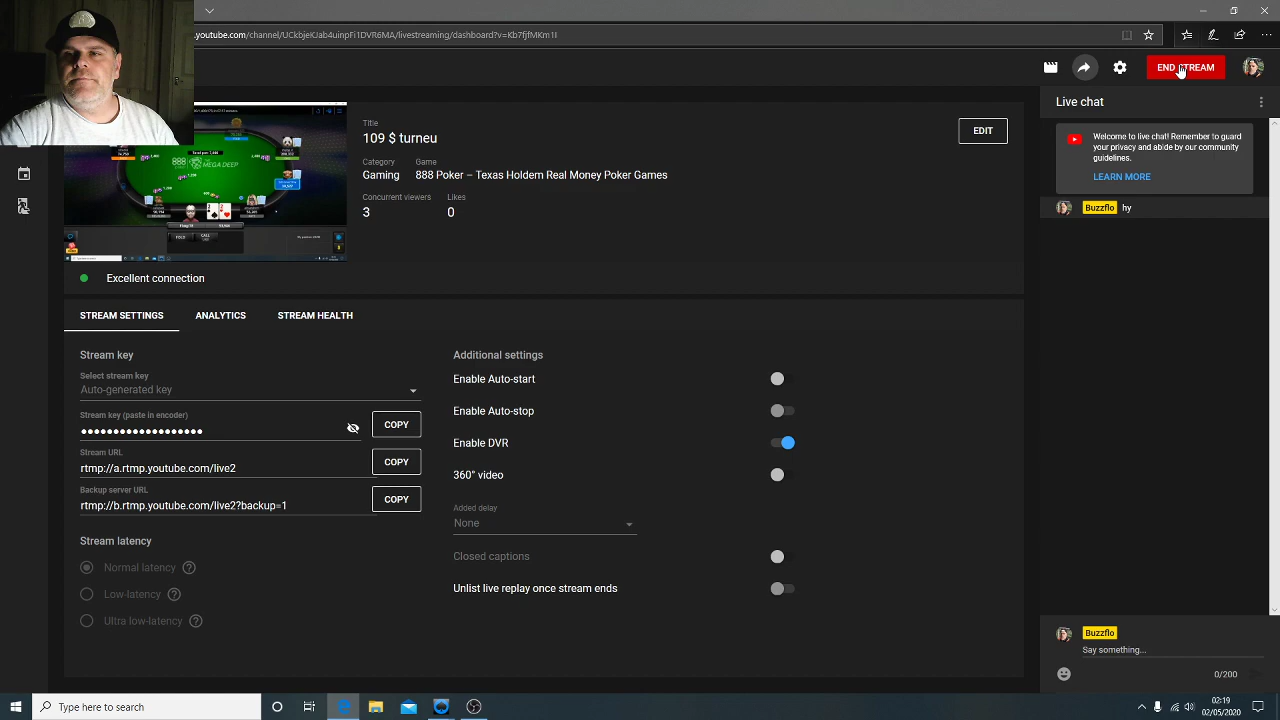 youtube.com/channel/UCkbjeKJab4uinpFi1DVR6MA/livestreaming/dashboard?v=Kb7fjfMKm1I
END STREAM
Title
109 $ turneu
EDIT
Category
Game
Gaming
888 Poker – Texas Holdem Real Money Poker Games
Concurrent viewers
Likes
3
0
888
MEGA DEEP
FOLD
CALL
Excellent connection
STREAM SETTINGS
ANALYTICS
STREAM HEALTH
Stream key
Select stream key
Auto-generated key
Stream key (paste in encoder)
●●●●●●●●●●●●●●●●●●●
COPY
Stream URL
rtmp://a.rtmp.youtube.com/live2
COPY
Backup server URL
rtmp://b.rtmp.youtube.com/live2?backup=1
COPY
Stream latency
Normal latency
Low-latency
Ultra low-latency
Additional settings
Enable Auto-start
Enable Auto-stop
Enable DVR
360° video
Added delay
None
Closed captions
Unlist live replay once stream ends
Live chat
Welcome to live chat! Remember to guard
your privacy and abide by our community
guidelines.
LEARN MORE
Buzzflo hy
Buzzflo
Say something...
0/200
Type here to search
02:19
02/05/2020